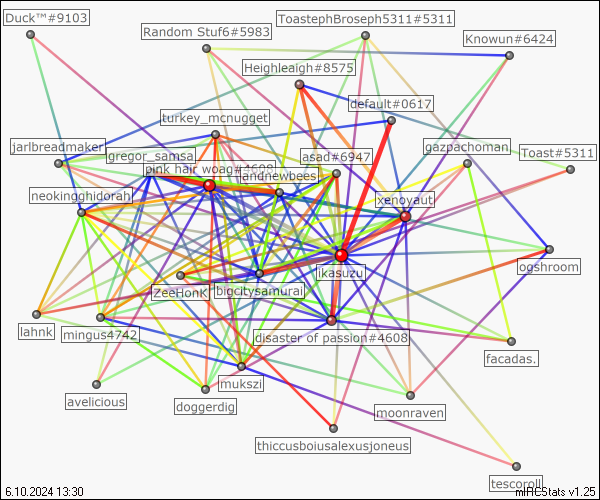 Duck™#9103
Random Stuf6#5983
ToastephBroseph5311#5311
Knowun#6424
Heighleaigh#8575
default#0617
turkey_mcnugget
jarlbreadmaker
gregor_samsa
asad#6947
gazpachoman
Toast#5311
pink hair woag#4608
andnewbees
neokingghidorah
xenoyaut
ikasuzu
ogshroom
ZeeHonK
bigcitysamurai
lahnk
mingus4742
disaster of passion#4608
facadas.
mukszi
avelicious
doggerdig
moonraven
thiccusboiusalexusjoneus
tescoroll
6.10.2024 13:30
mIRCStats v1.25